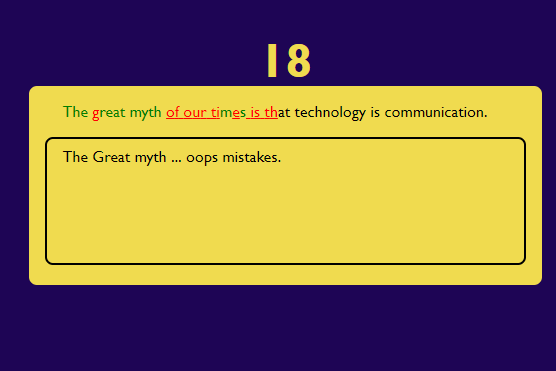 18
The great myth of our times is that technology is communication.
The Great myth ... oops mistakes.